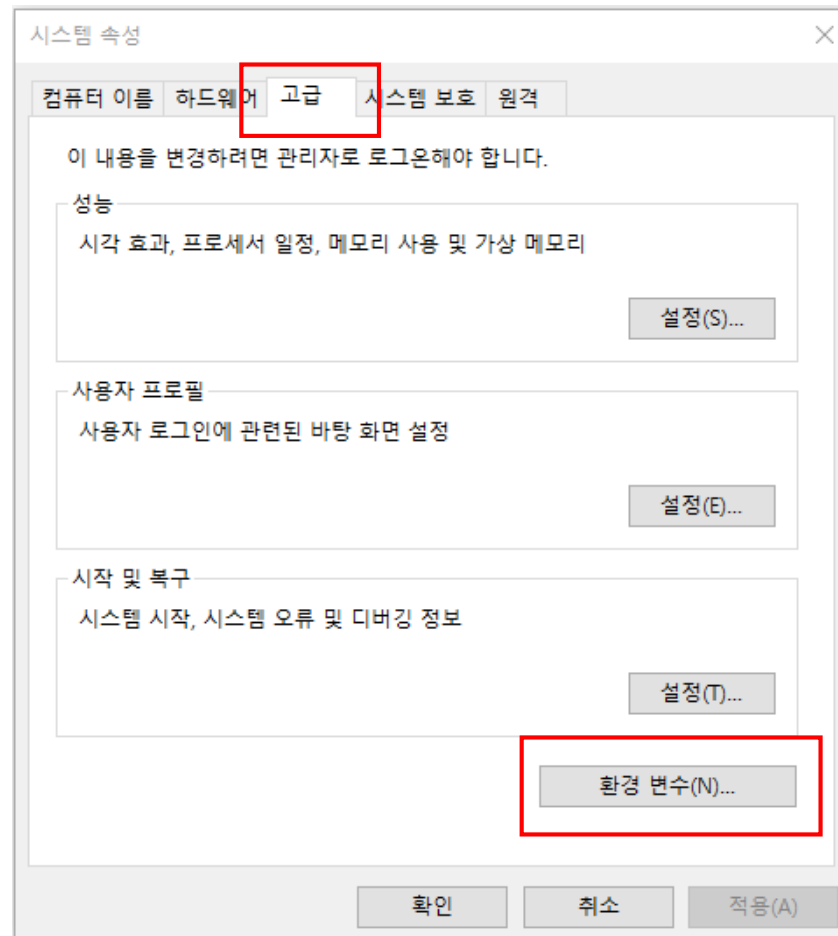 시스템 속성
컴퓨터 이름 하드웨어 고급 시스템 보호 원격
이 내용을 변경하려면 관리자로 로그온해야 합니다.
성능
시각 효과, 프로세서 일정, 메모리 사용 및 가상 메모리
설정(S)...
사용자 프로필
사용자 로그인에 관련된 바탕 화면 설정
설정(E)...
시작 및 복구
시스템 시작, 시스템 오류 및 디버깅 정보
설정(T)...
환경 변수(N)...
확인 취소 적용(A)